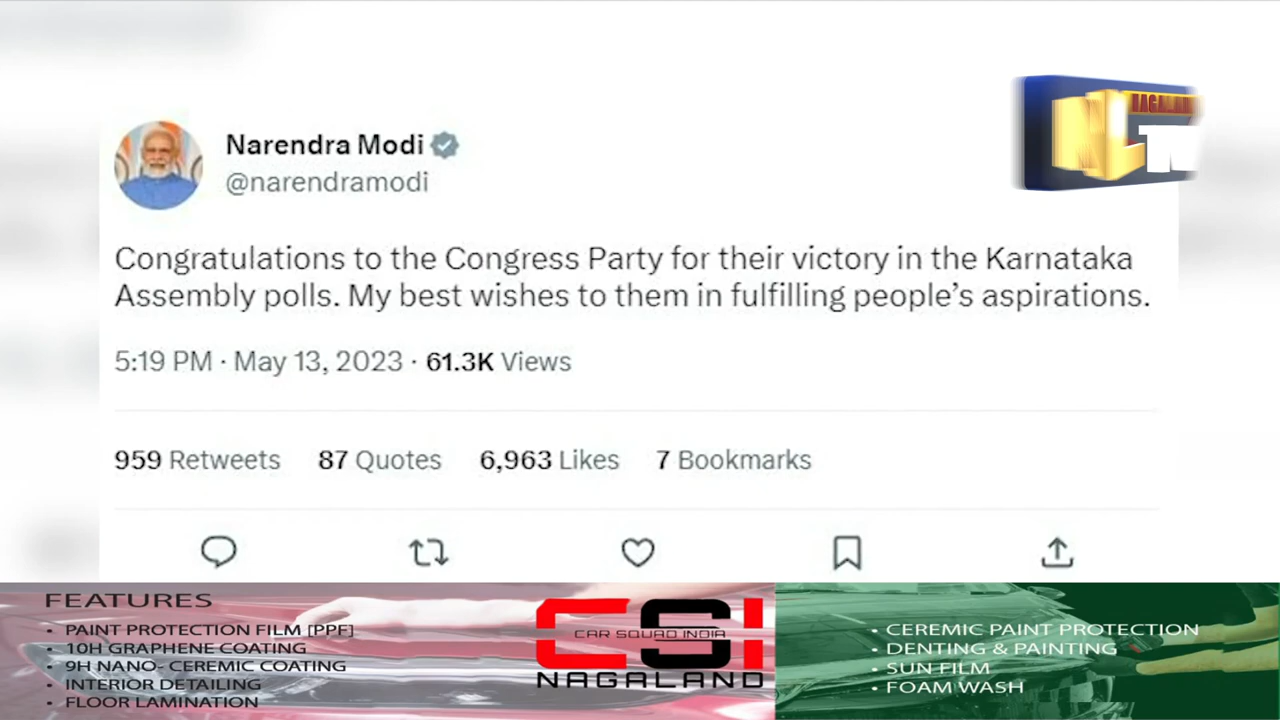 Narendra Modi
@narendramodi
Congratulations to the Congress Party for their victory in the Karnataka
Assembly polls. My best wishes to them in fulfilling people's aspirations.
5:19 PM · May 13, 2023 · 61.3K Views
959 Retweets 87 Quotes 6,963 Likes 7 Bookmarks
FEATURES
• PAINT PROTECTION FILM [PPF]
• 10H GRAPHENE COATING
• 9H NANO- CEREMIC COATING
• INTERIOR DETAILING
• FLOOR LAMINATION
CSI
CAR SQUAD INDIA
NAGALAND
• CEREMIC PAINT PROTECTION
• DENTING & PAINTING
• SUN FILM
• FOAM WASH